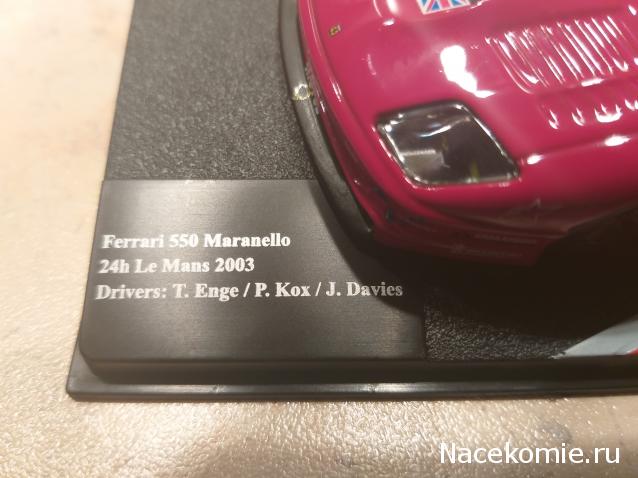 Ferrari 550 Maranello
24h Le Mans 2003
Drivers: T. Enge / P. Kox / J. Davies
Nacekomie.ru